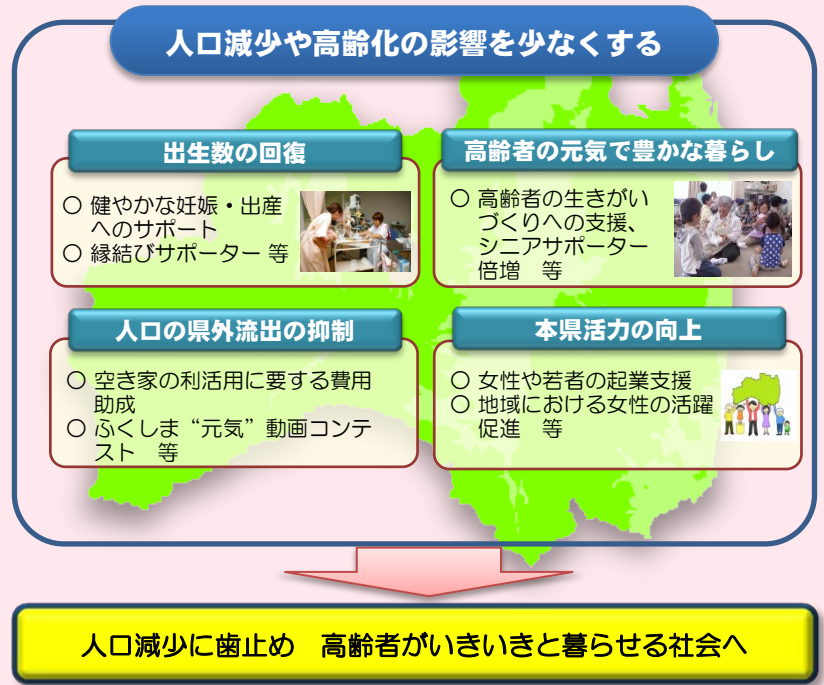 人口減少や高齢化の影響を少なくする
出生数の回復
○ 健やかな妊娠・出産
へのサポート
○ 縁結びサポーター 等
高齢者の元気で豊かな暮らし
○ 高齢者の生きがい
づくりへの支援、
シニアサポーター
倍増　等
人口の県外流出の抑制
○ 空き家の利活用に要する費用
助成
○ ふくしま“元気”動画コンテ
スト　等
本県活力の向上
○ 女性や若者の起業支援
○ 地域における女性の活躍
促進　等
人口減少に歯止め　高齢者がいきいきと暮らせる社会へ